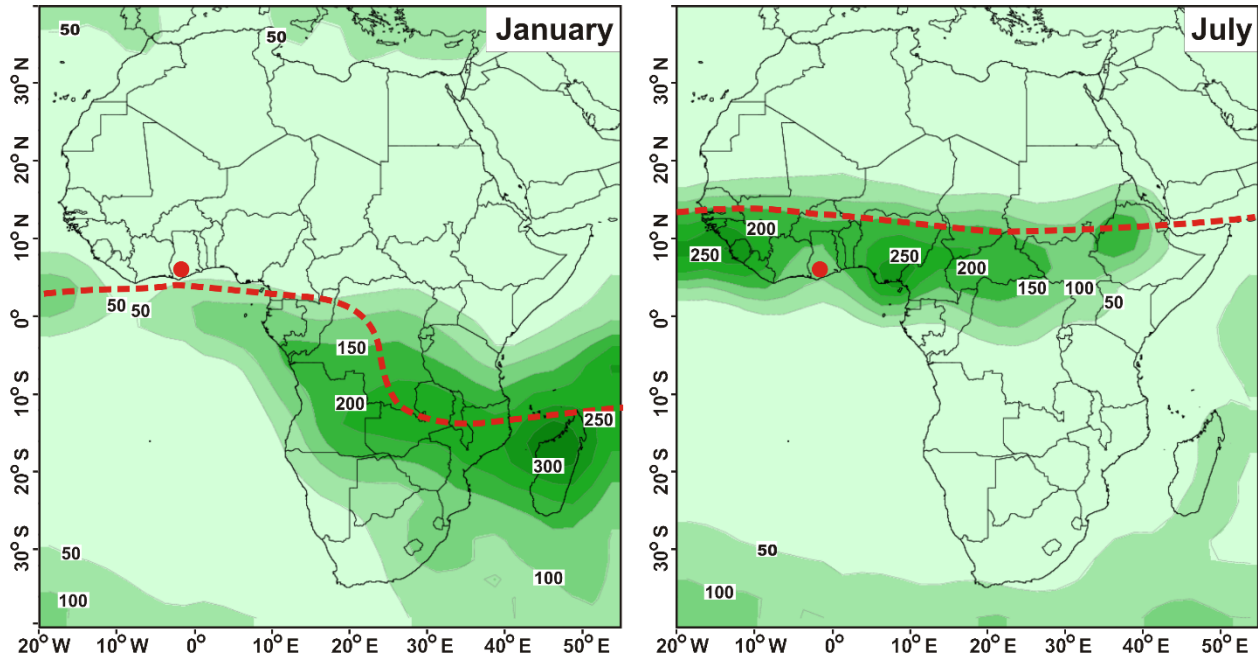 January
50
50
50
50
150
200
250
300
50
100
100
30° N
20° N
10° N
0°
10° S
20° S
30° S
20° W
10° W
0°
10° E
20° E
30° E
40° E
50° E
July
200
250
250
200
150
100
50
50
100
30° N
20° N
10° N
0°
10° S
20° S
30° S
20° W
10° W
0°
10° E
20° E
30° E
40° E
50° E